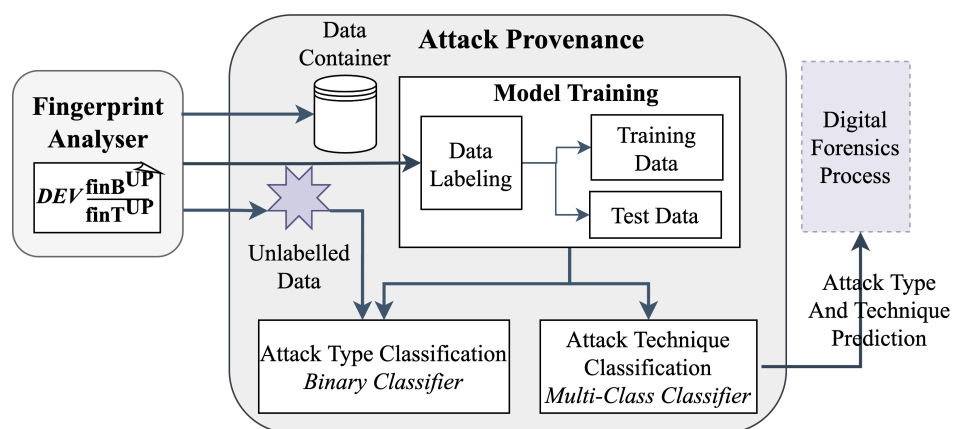 Data
Container
Attack Provenance
Fingerprint
Analyser
DEV finB^UP
finT^UP
Model Training
Data
Labeling
Training
Data
Test Data
Digital
Forensics
Process
Unlabelled
Data
Attack Type
And Technique
Prediction
Attack Type Classification
Binary Classifier
Attack Technique
Classification
Multi-Class Classifier